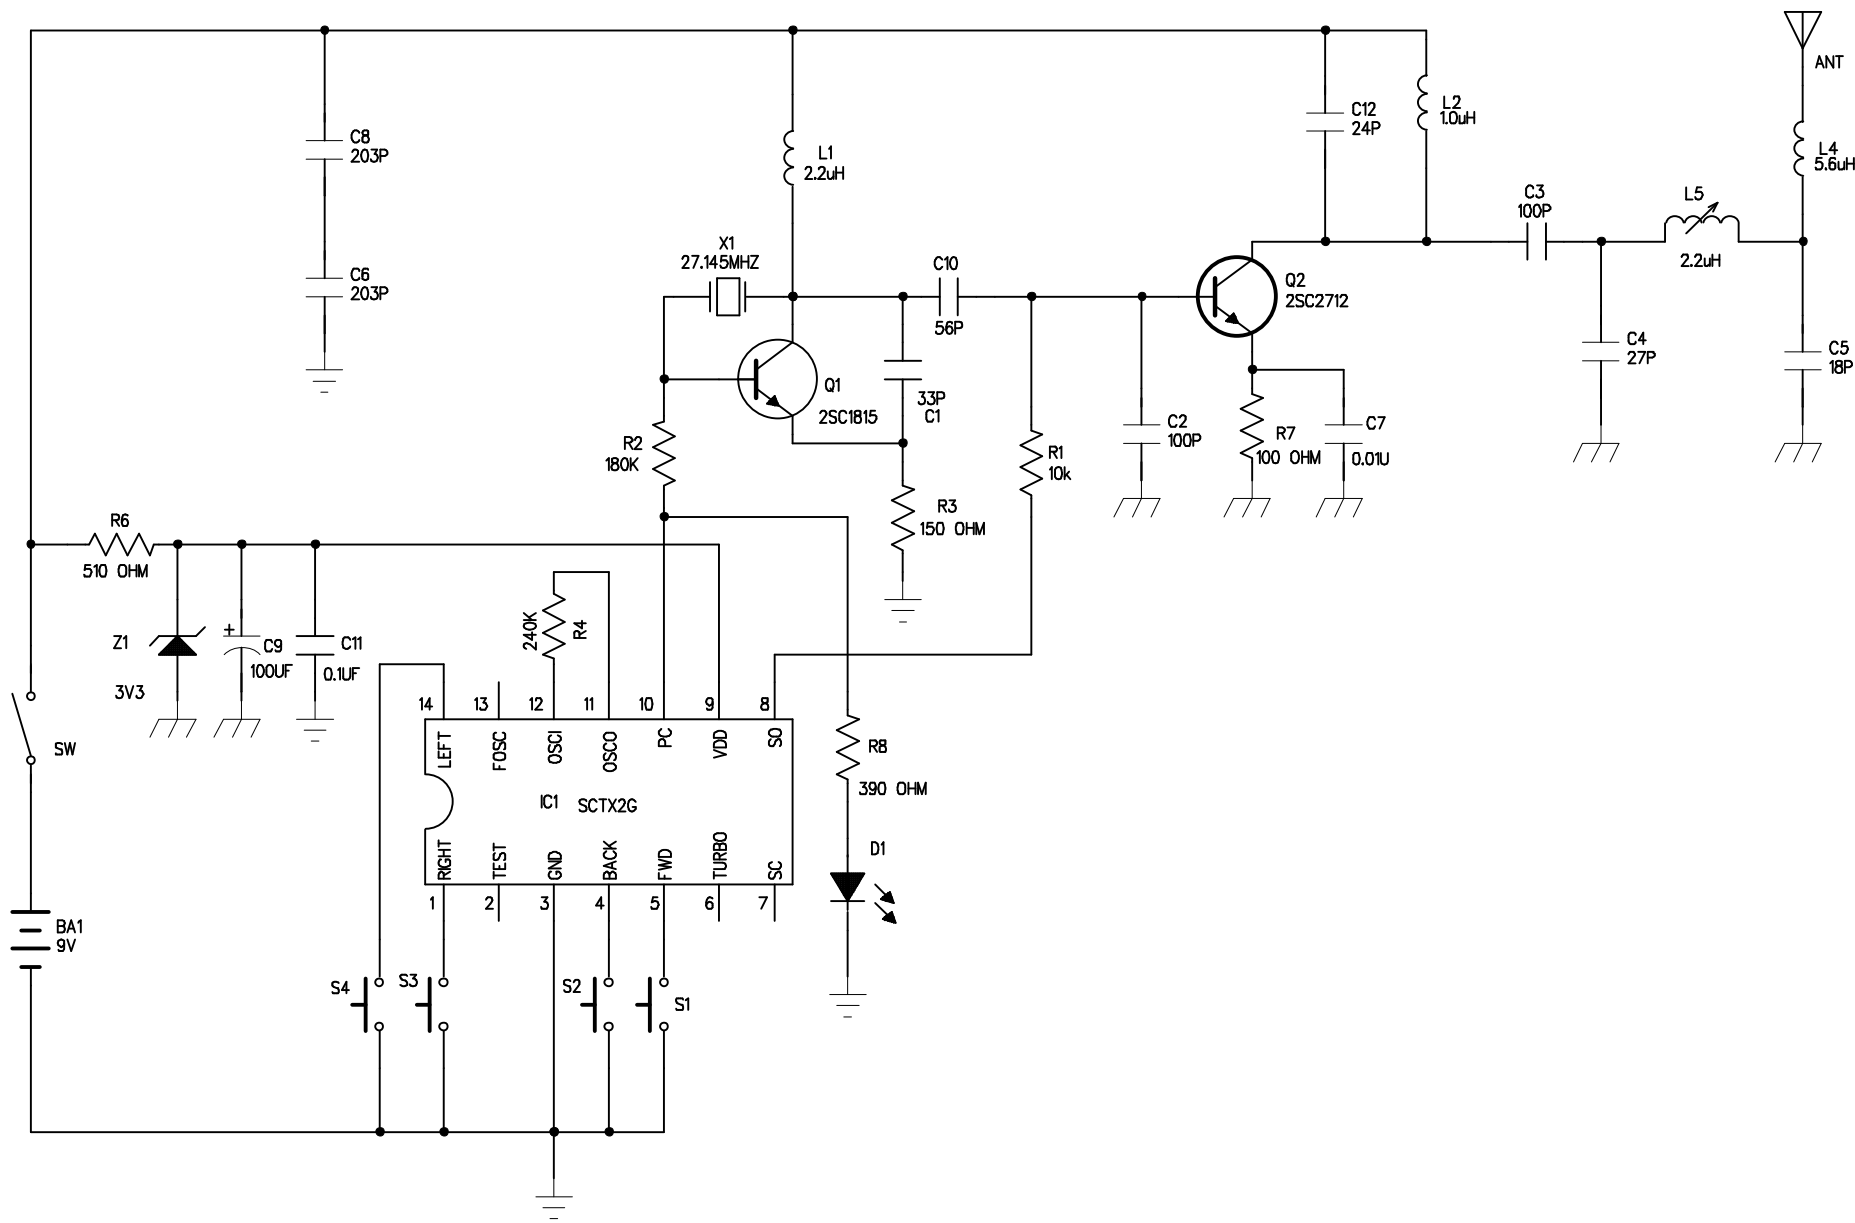 ANT
C8
203P
C6
203P
L1
2.2uH
C12
24P
L2
1.0uH
L4
5.6uH
C3
100P
L5
2.2uH
X1
27.145MHZ
C10
56P
Q2
2SC2712
C4
27P
C5
18P
Q1
2SC1815
33P
C1
R2
180K
R1
10k
C2
100P
R7
100 OHM
C7
0.01U
R3
150 OHM
R6
510 OHM
Z1
3V3
+
C9
100UF
C11
0.1UF
240K
R4
SW
14
13
12
11
10
9
8
LEFT
FOSC
OSCI
OSCO
PC
VDD
SO
IC1
SCTX2G
RIGHT
TEST
GND
BACK
FWD
TURBO
SC
1
2
3
4
5
6
7
R8
390 OHM
D1
BA1
9V
S4
S3
S2
S1